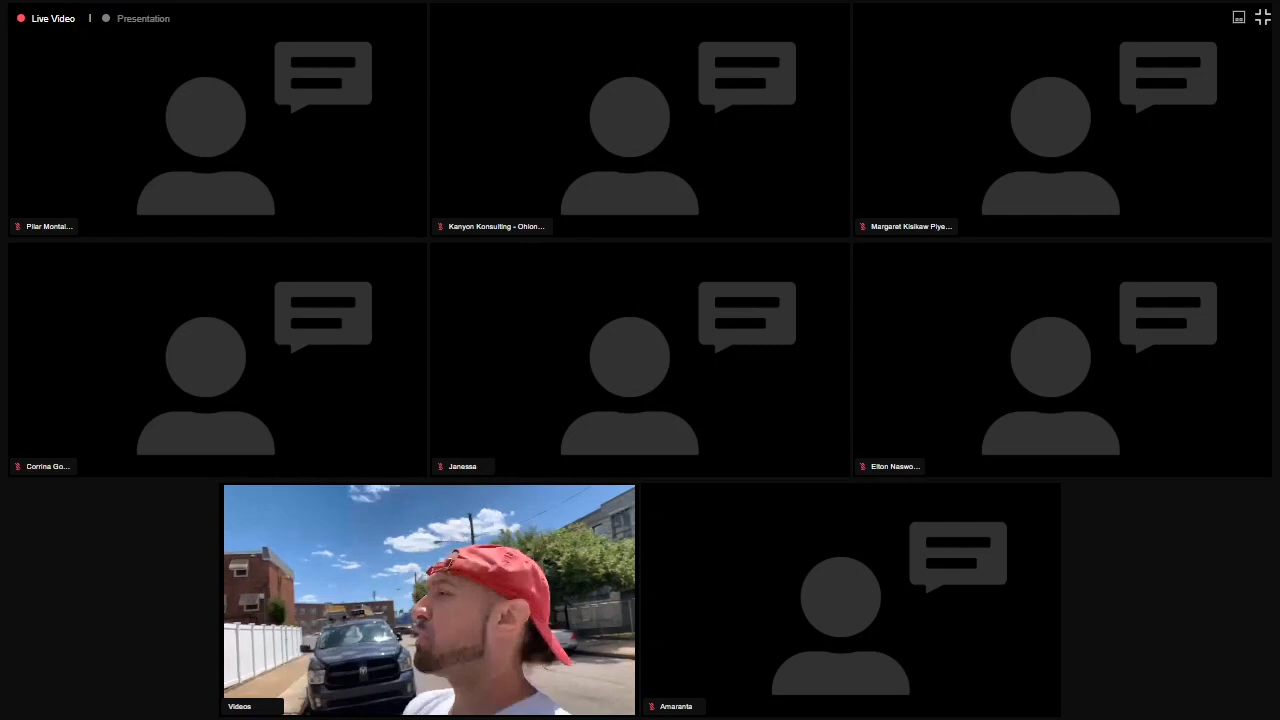 Live Video | Presentation
Pilar Montal...
Kanyon Konsulting - Ohlon...
Margaret Kisikaw Piye...
Corrina Go...
Janessa
Elton Naswo...
Videos
Amaranta